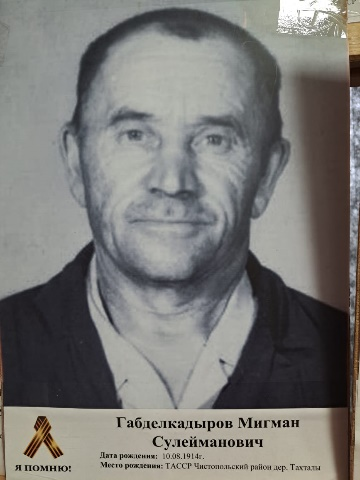 Габделкадыров Мигман
Сулейманович
Дата рождения: 10.08.1914г.
Место рождения: ТАССР Чистопольский район дер. Тахталы
Я ПОМНЮ!